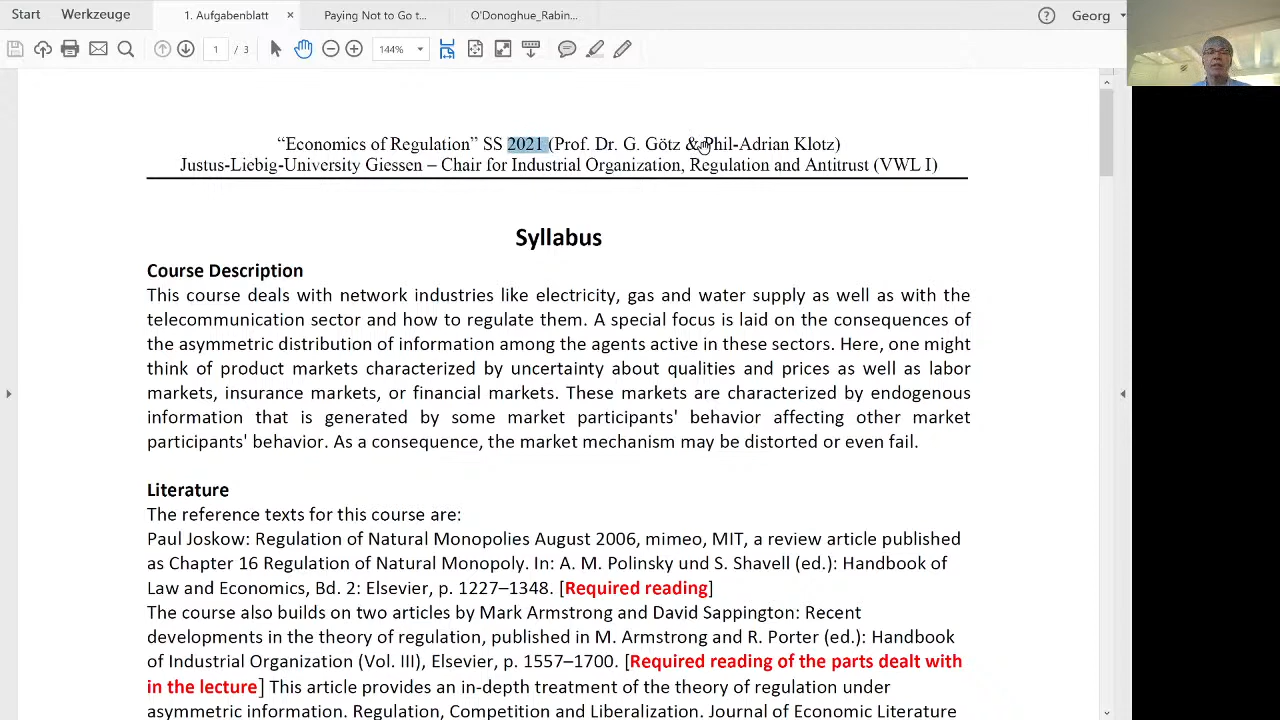 Start Werkzeuge 1. Aufgabenblatt × Paying Not to Go t... O'Donoghue_Rabin... Georg
1 / 3 144%
“Economics of Regulation” SS 2021 (Prof. Dr. G. Götz & Phil-Adrian Klotz)
Justus-Liebig-University Giessen – Chair for Industrial Organization, Regulation and Antitrust (VWL I)
Syllabus
Course Description
This course deals with network industries like electricity, gas and water supply as well as with the
telecommunication sector and how to regulate them. A special focus is laid on the consequences of
the asymmetric distribution of information among the agents active in these sectors. Here, one might
think of product markets characterized by uncertainty about qualities and prices as well as labor
markets, insurance markets, or financial markets. These markets are characterized by endogenous
information that is generated by some market participants' behavior affecting other market
participants' behavior. As a consequence, the market mechanism may be distorted or even fail.
Literature
The reference texts for this course are:
Paul Joskow: Regulation of Natural Monopolies August 2006, mimeo, MIT, a review article published
as Chapter 16 Regulation of Natural Monopoly. In: A. M. Polinsky und S. Shavell (ed.): Handbook of
Law and Economics, Bd. 2: Elsevier, p. 1227–1348. [Required reading]
The course also builds on two articles by Mark Armstrong and David Sappington: Recent
developments in the theory of regulation, published in M. Armstrong and R. Porter (ed.): Handbook
of Industrial Organization (Vol. III), Elsevier, p. 1557–1700. [Required reading of the parts dealt with
in the lecture] This article provides an in-depth treatment of the theory of regulation under
asymmetric information. Regulation, Competition and Liberalization. Journal of Economic Literature